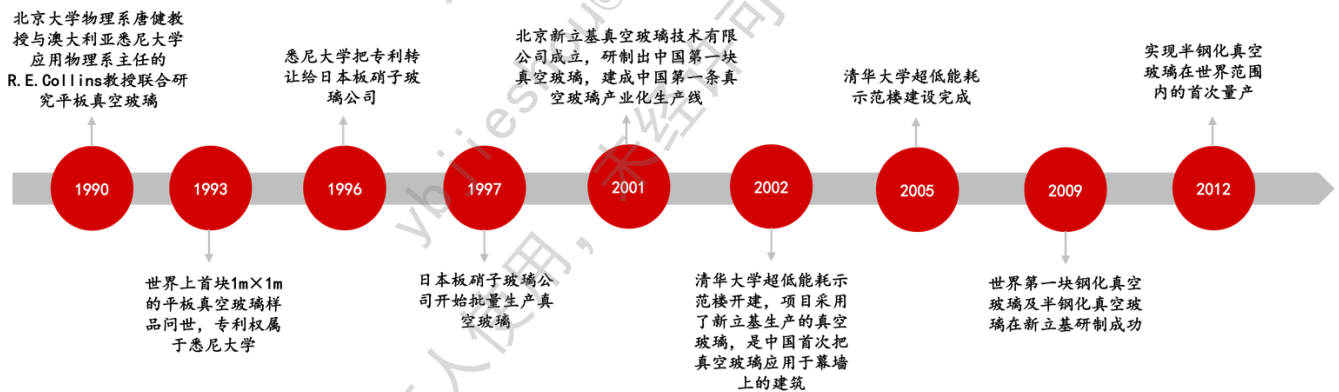 北京大学物理系唐健教
授与澳大利亚悉尼大学
应用物理系主任的
R.E.Collins教授联合研
究平板真空玻璃
1990
1993
世界上首块1m×1m
的平板真空玻璃样
品问世，专利权属
于悉尼大学
悉尼大学把专利转
让给日本板硝子玻
璃公司
1996
1997
日本板硝子玻璃公
司开始批量生产真
空玻璃
北京新立基真空玻璃技术有限
公司成立，研制出中国第一块
真空玻璃，建成中国第一条真
空玻璃产业化生产线
2001
2002
清华大学超低能耗示
范楼开建，项目采用
了新立基生产的真空
玻璃，是中国首次把
真空玻璃应用于幕墙
上的建筑
清华大学超低能耗
示范楼建设完成
2005
2009
世界第一块钢化真空
玻璃及半钢化真空玻
璃在新立基研制成功
实现半钢化真空
玻璃在世界范围
内的首次量产
2012
ybjieshou@
人使用，未经许可